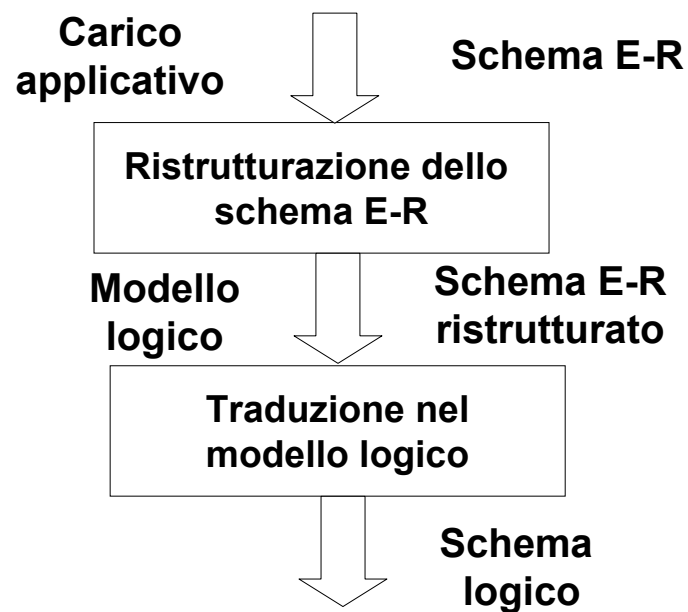 Carico
applicativo
Schema E-R
Ristrutturazione dello
schema E-R
Modello
logico
Schema E-R
ristrutturato
Traduzione nel
modello logico
Schema
logico